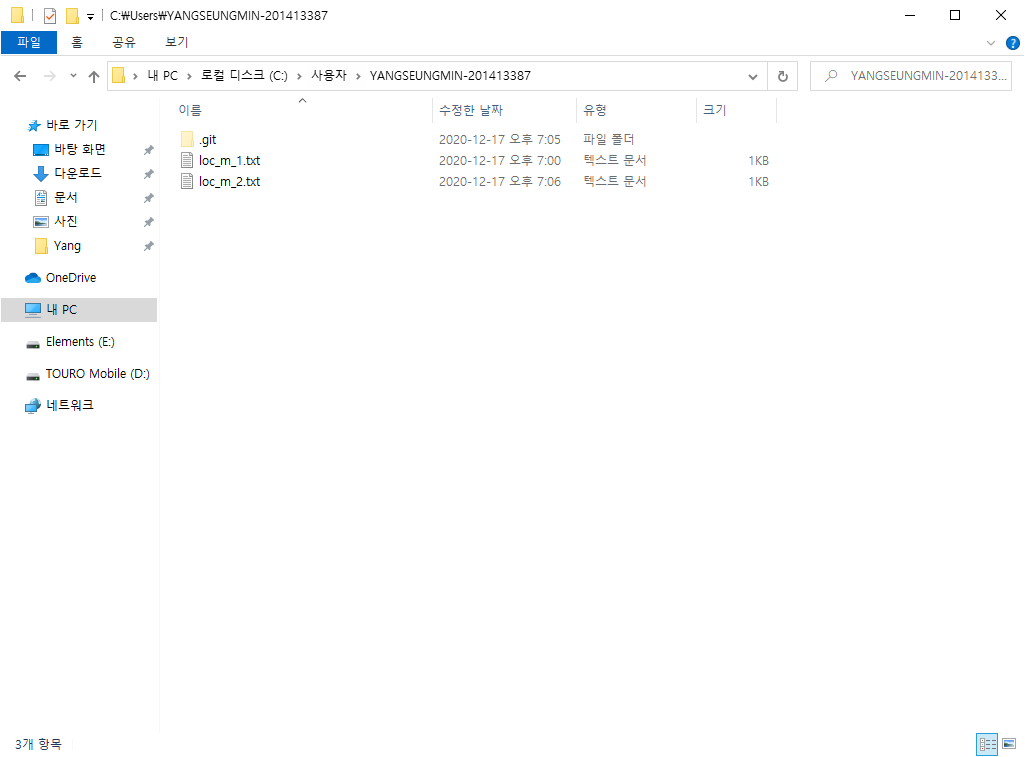 C:₩Users₩YANGSEUNGMIN-201413387
파일 홈 공유 보기
내 PC 로컬 디스크 (C:) 사용자 YANGSEUNGMIN-201413387 YANGSEUNGMIN-2014133...
이름 수정한 날짜 유형 크기
바로 가기
바탕 화면
다운로드
문서
사진
Yang
OneDrive
내 PC
Elements (E:)
TOURO Mobile (D:)
네트워크
.git 2020-12-17 오후 7:05 파일 폴더
loc_m_1.txt 2020-12-17 오후 7:00 텍스트 문서 1KB
loc_m_2.txt 2020-12-17 오후 7:06 텍스트 문서 1KB
3개 항목